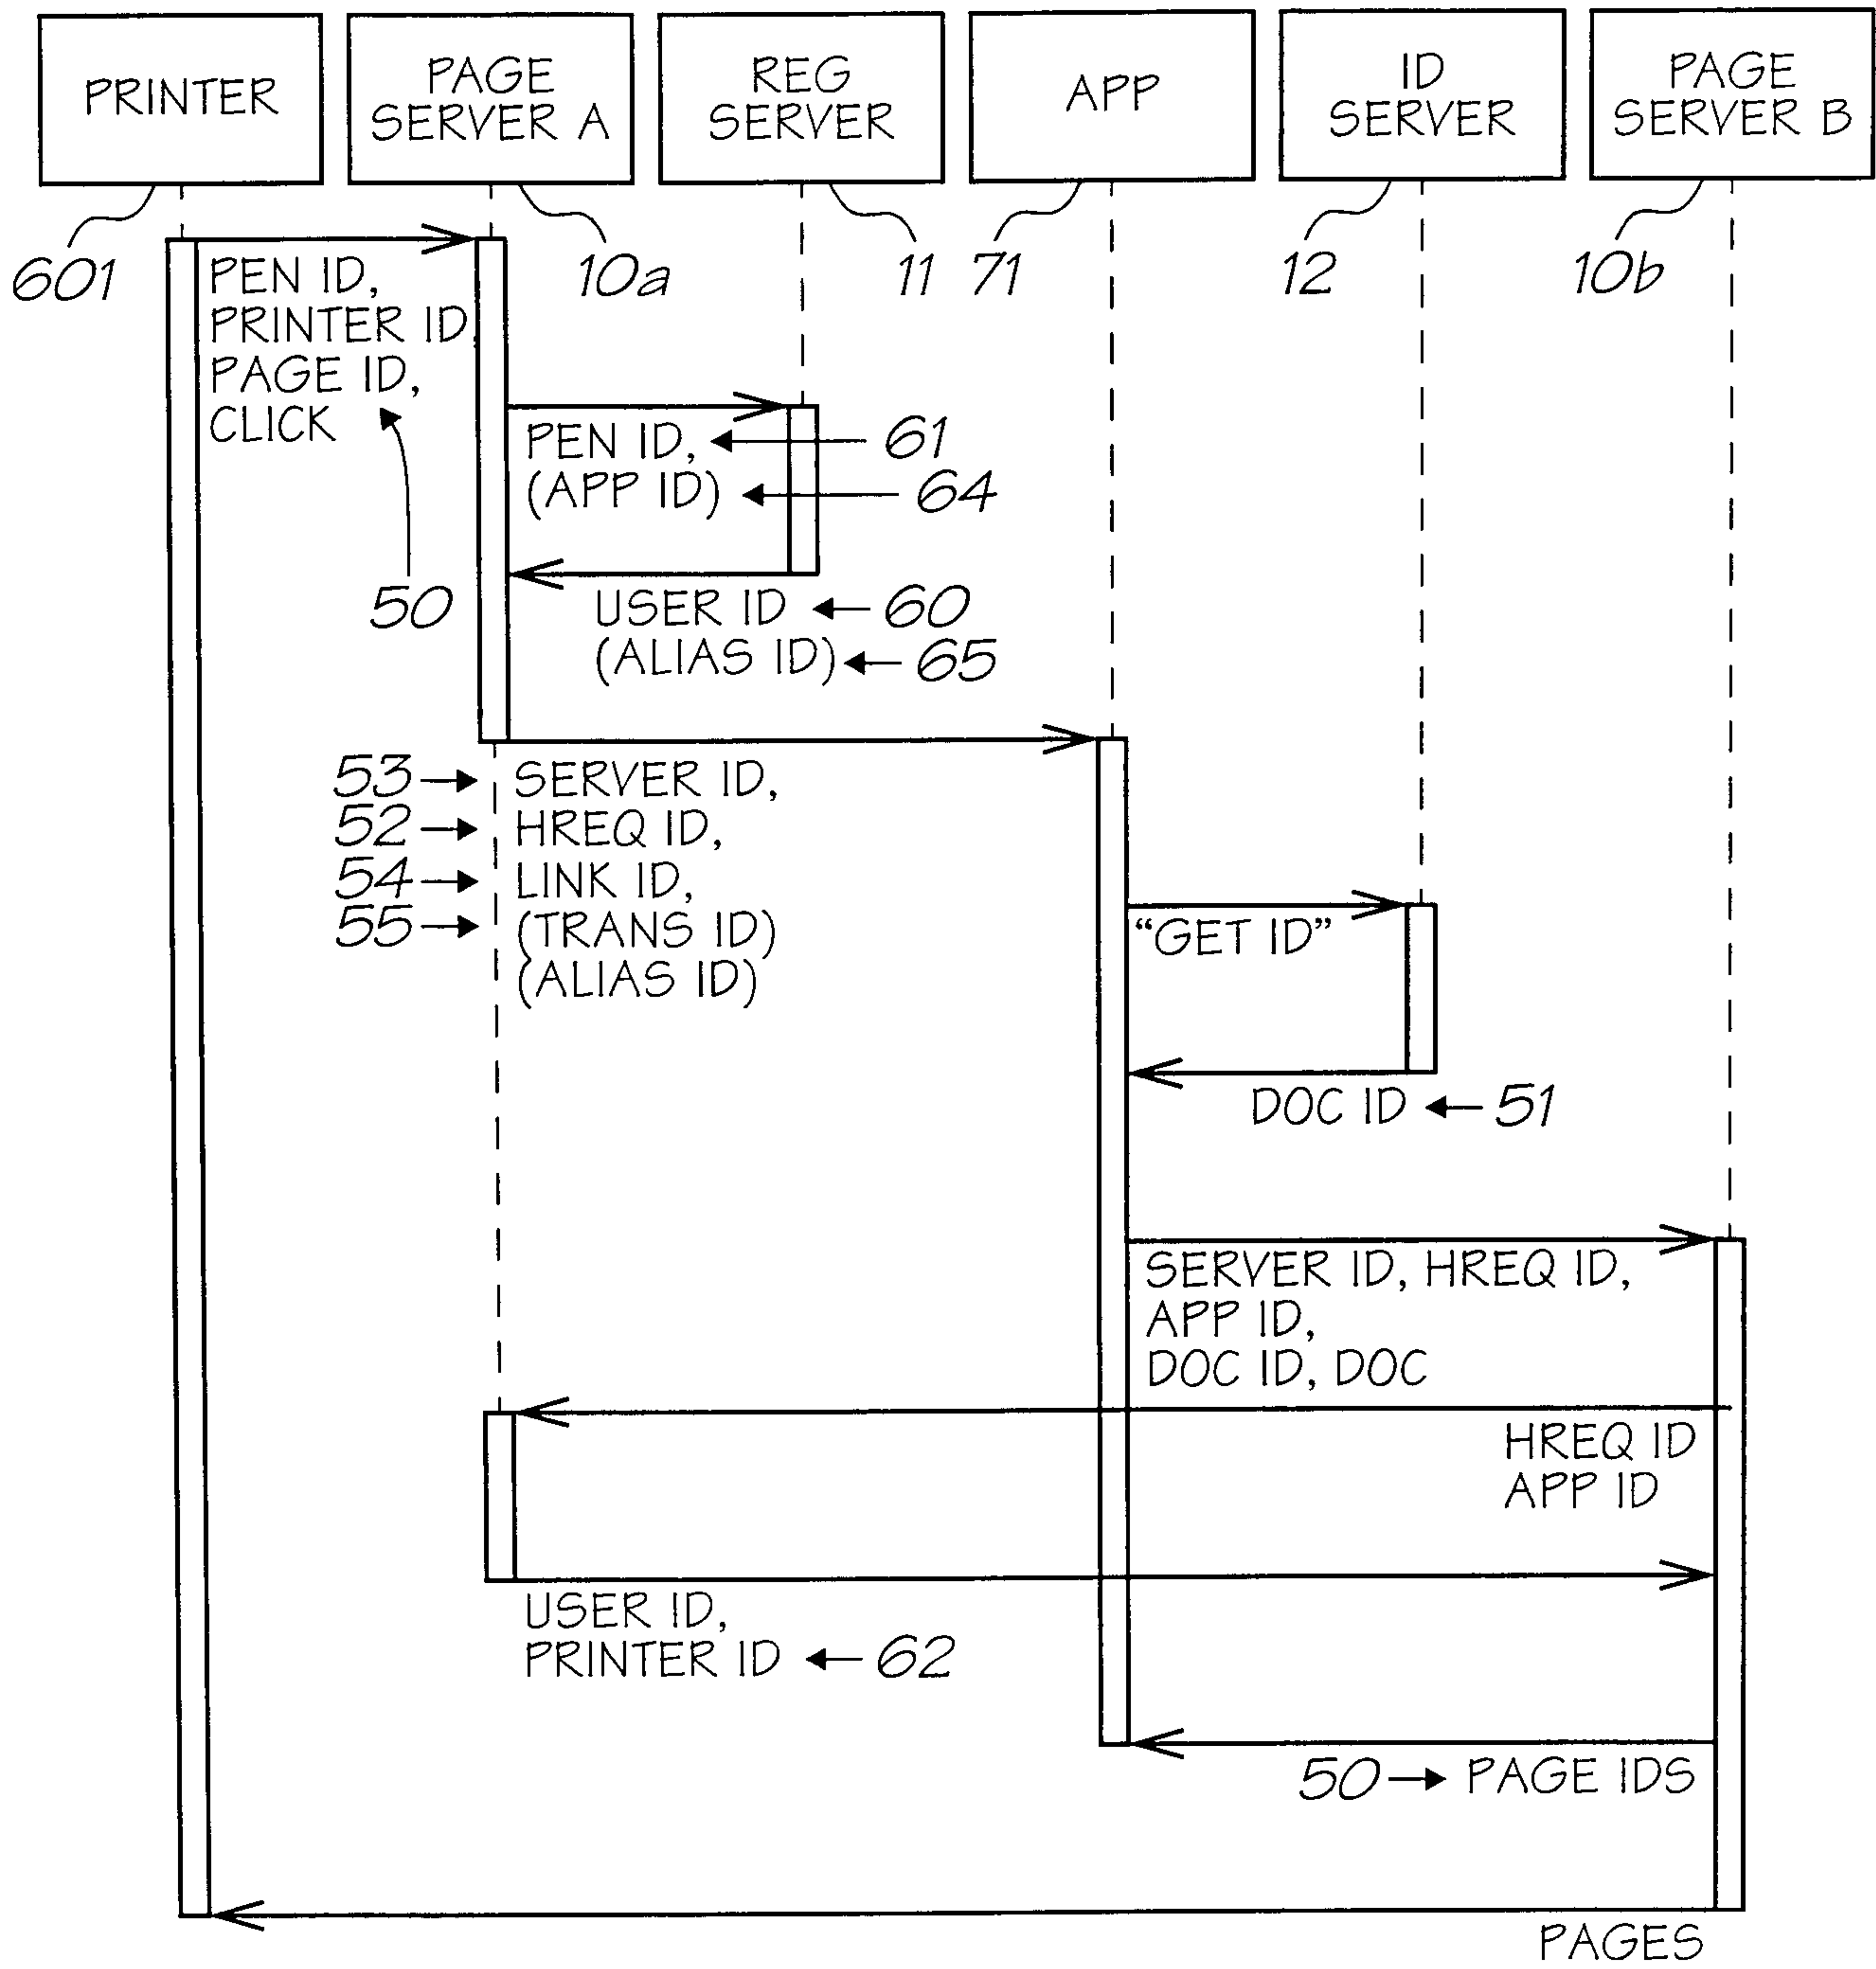 PRINTER
PAGE
SERVER A
REG
SERVER
APP
ID
SERVER
PAGE
SERVER B
601
10a
11
71
12
10b
PEN ID,
PRINTER ID
PAGE ID,
CLICK
50
PEN ID,
61
(APP ID)
64
USER ID
60
(ALIAS ID)
65
53
SERVER ID,
52
HREQ ID,
54
LINK ID,
55
(TRANS ID)
(ALIAS ID)
“GET ID”
DOC ID
51
SERVER ID, HREQ ID,
APP ID,
DOC ID, DOC
HREQ ID
APP ID
USER ID,
PRINTER ID
62
50
PAGE IDS
PAGES